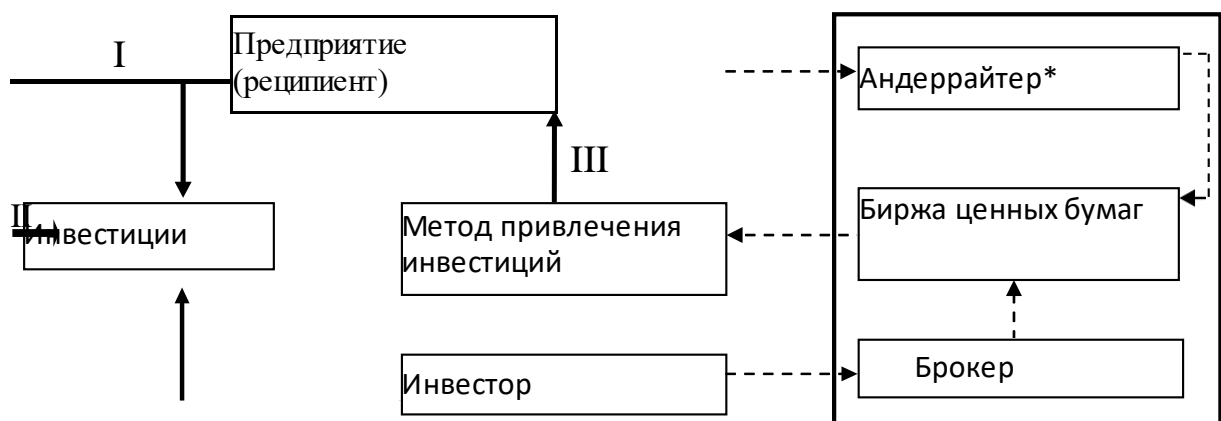 I
Предприятие
(реципиент)
Андеррайтер*
III
II
Инвестиции
Метод привлечения
инвестиций
Биржа ценных бумаг
Инвестор
Брокер